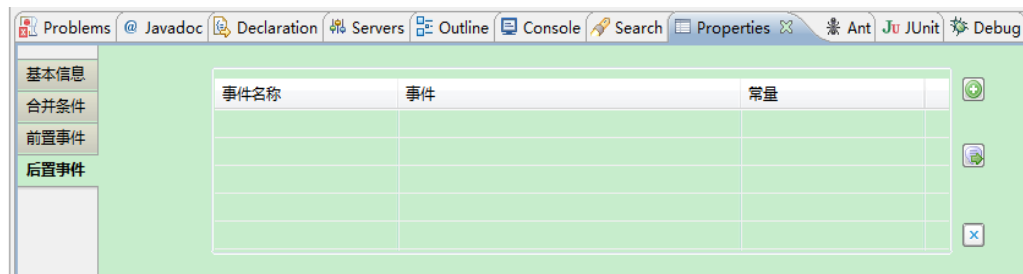 Problems @ Javadoc Declaration Servers Outline Console Search Properties Ant Ju JUnit Debug
基本信息
合并条件
前置事件
后置事件
事件名称 事件 常量